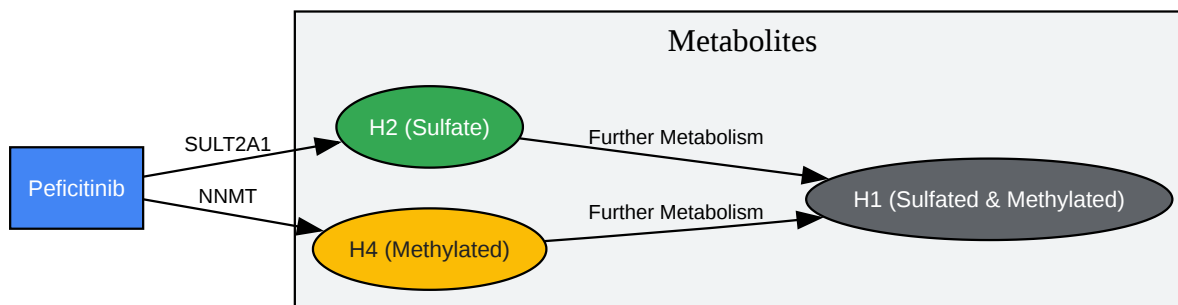 Metabolites
Peficitinib
SULT2A1
NNMT
H2 (Sulfate)
H4 (Methylated)
Further Metabolism
Further Metabolism
H1 (Sulfated & Methylated)